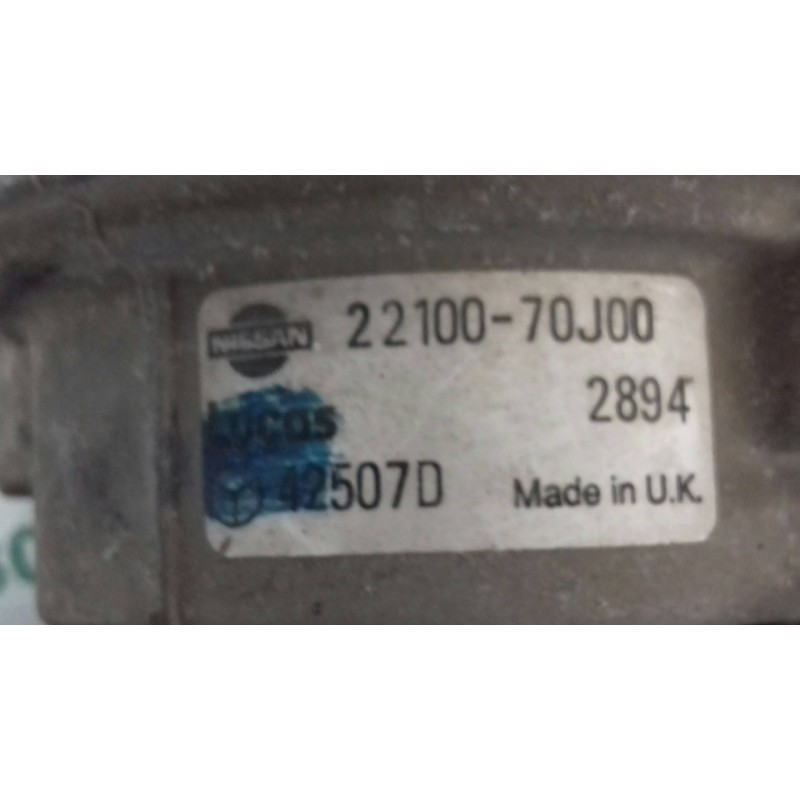 NISSAN 22100-70J00
2894
Lucas
42507D Made in U.K.